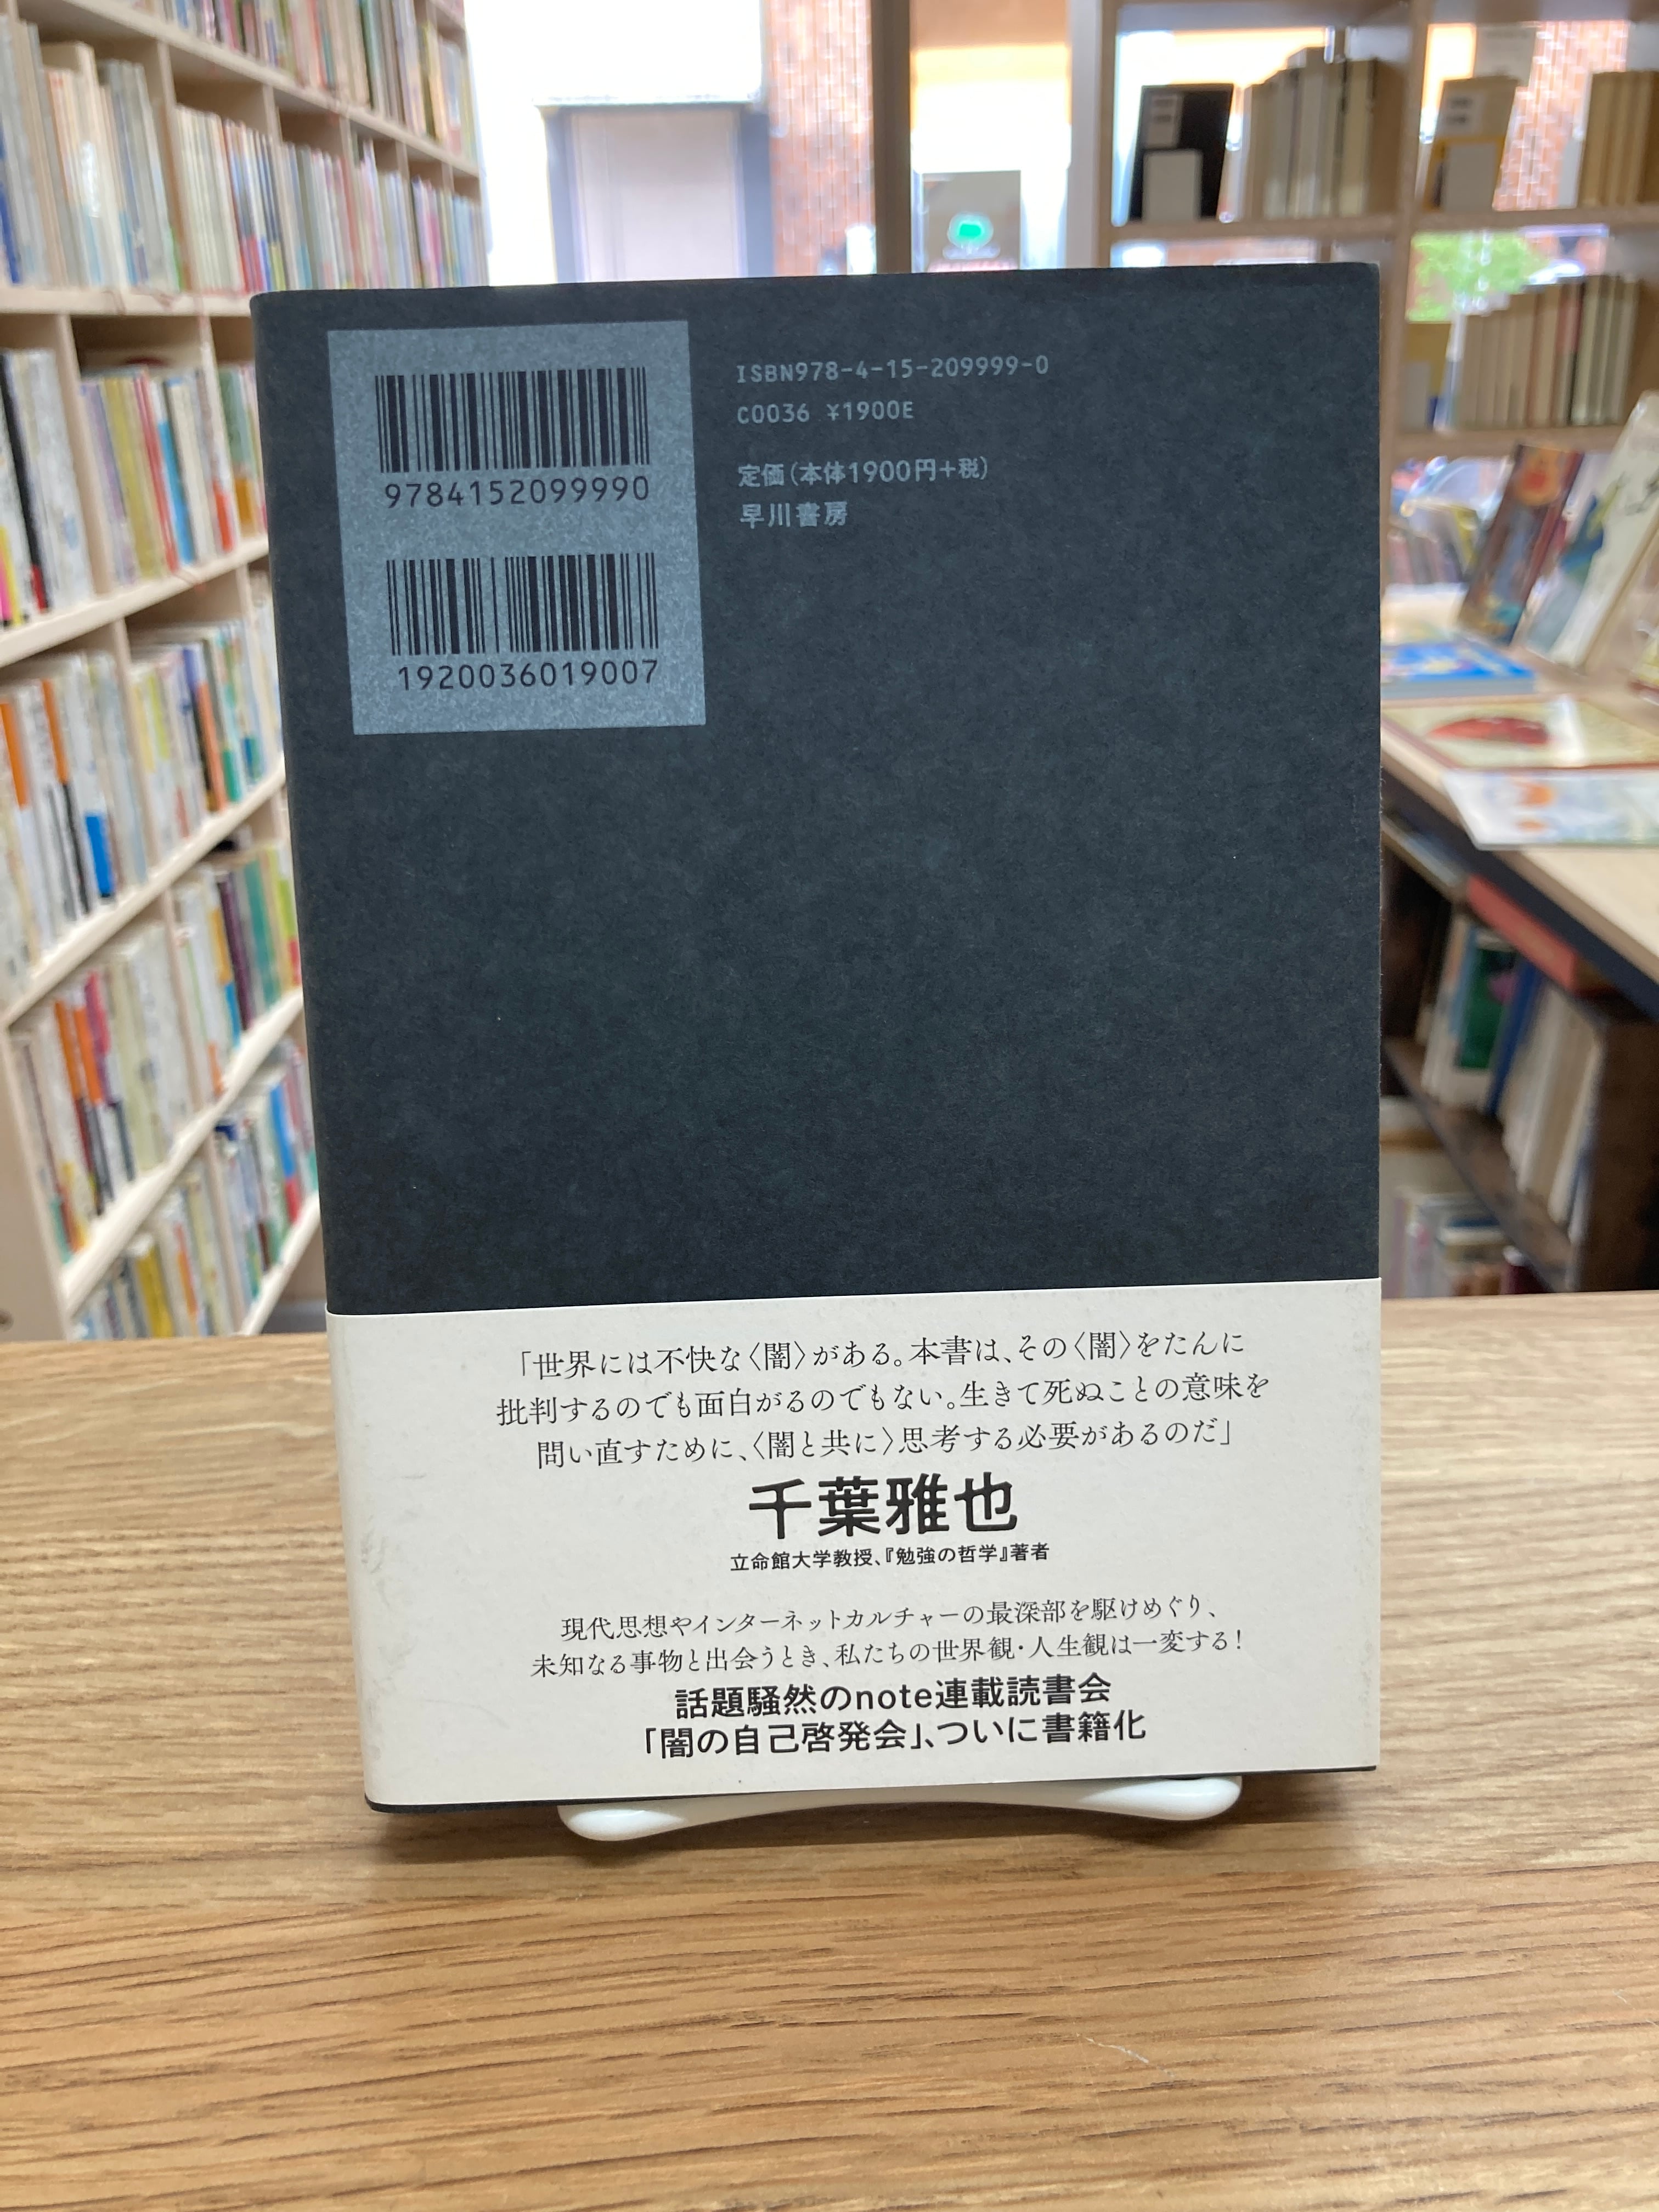 9784152099990
1920036019007
ISBN978-4-15-209999-0
C0036 ¥1900E
定価(本体1900円+税)
早川書房
「世界には不快な〈闇〉がある。本書は、その〈闇〉をたんに
批判するのでも面白がるのでもない。生きて死ぬことの意味を
問い直すために、〈闇と共に〉思考する必要があるのだ」
千葉雅也
立命館大学教授、『勉強の哲学』著者
現代思想やインターネットカルチャーの最深部を駆けめぐり、
未知なる事物と出会うとき、私たちの世界観・人生観は一変する!
話題騒然のnote連載読書会
「闇の自己啓発会」、ついに書籍化